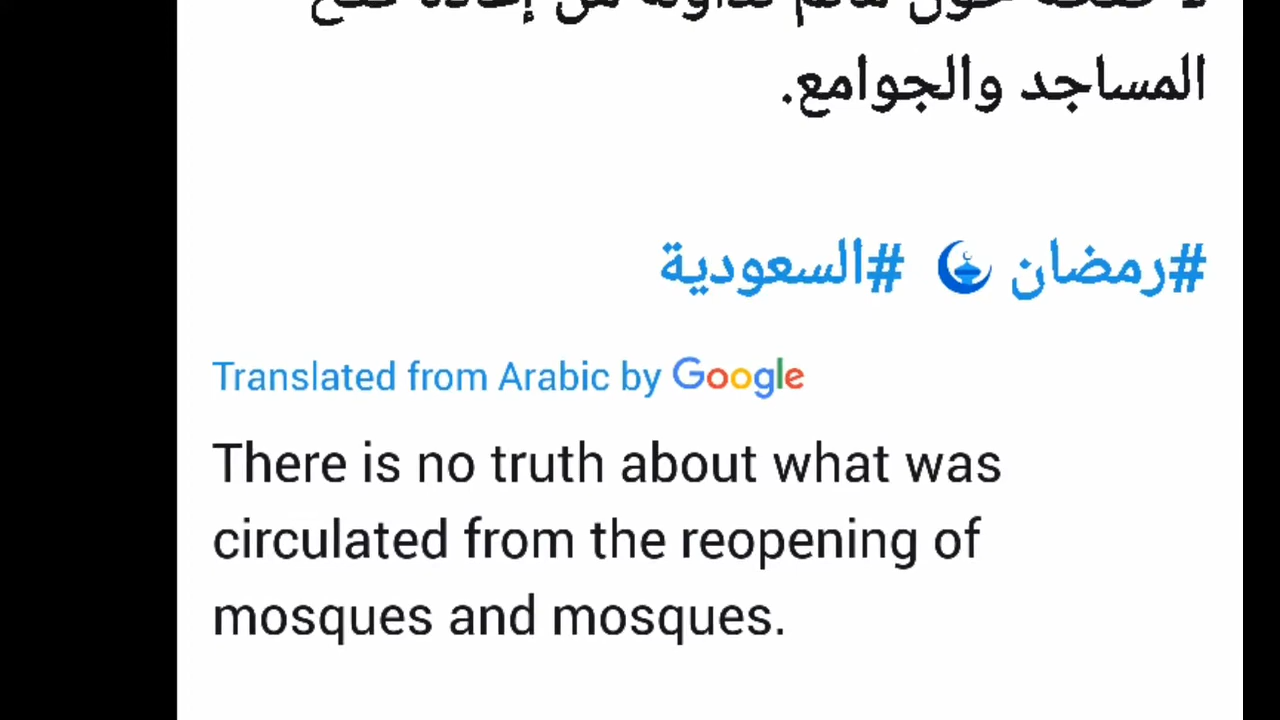 المساجد والجوامع.
#رمضان #السعودية
Translated from Arabic by Google
There is no truth about what was
circulated from the reopening of
mosques and mosques.